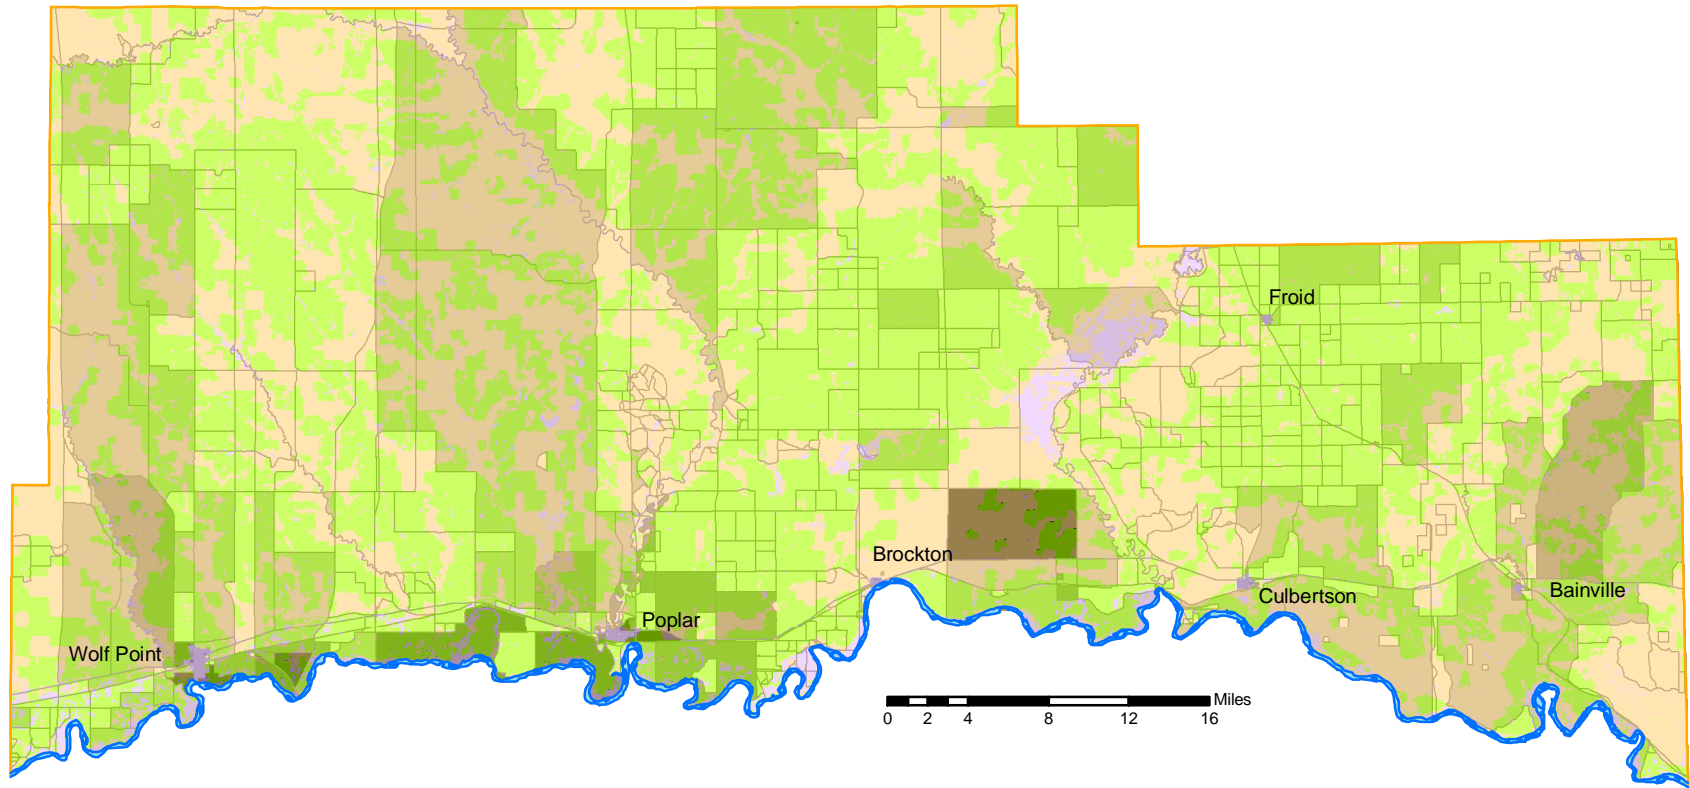 Froid
Brockton
Culbertson
Bainville
Poplar
Wolf Point
Miles
0 2 4 8 12 16